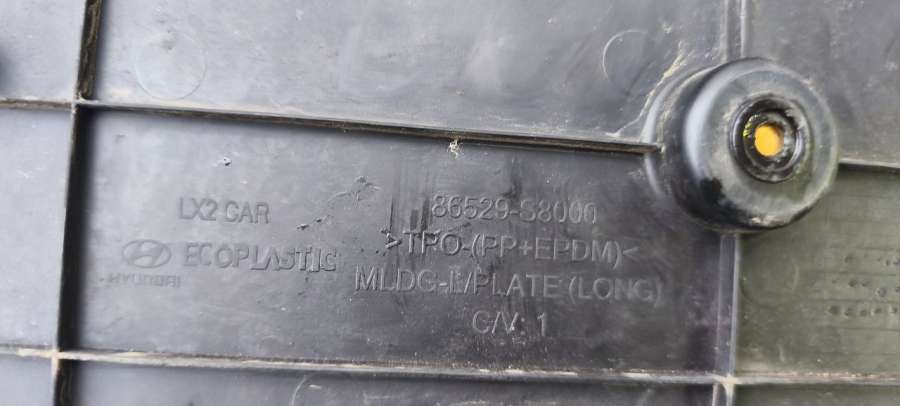 LX2 CAR
HYUNDAI
ECOPLASTIC
86529-S8000
>TPO-(PP+EPDM)<
MLDG-L/PLATE (LONG)
C/V: 1